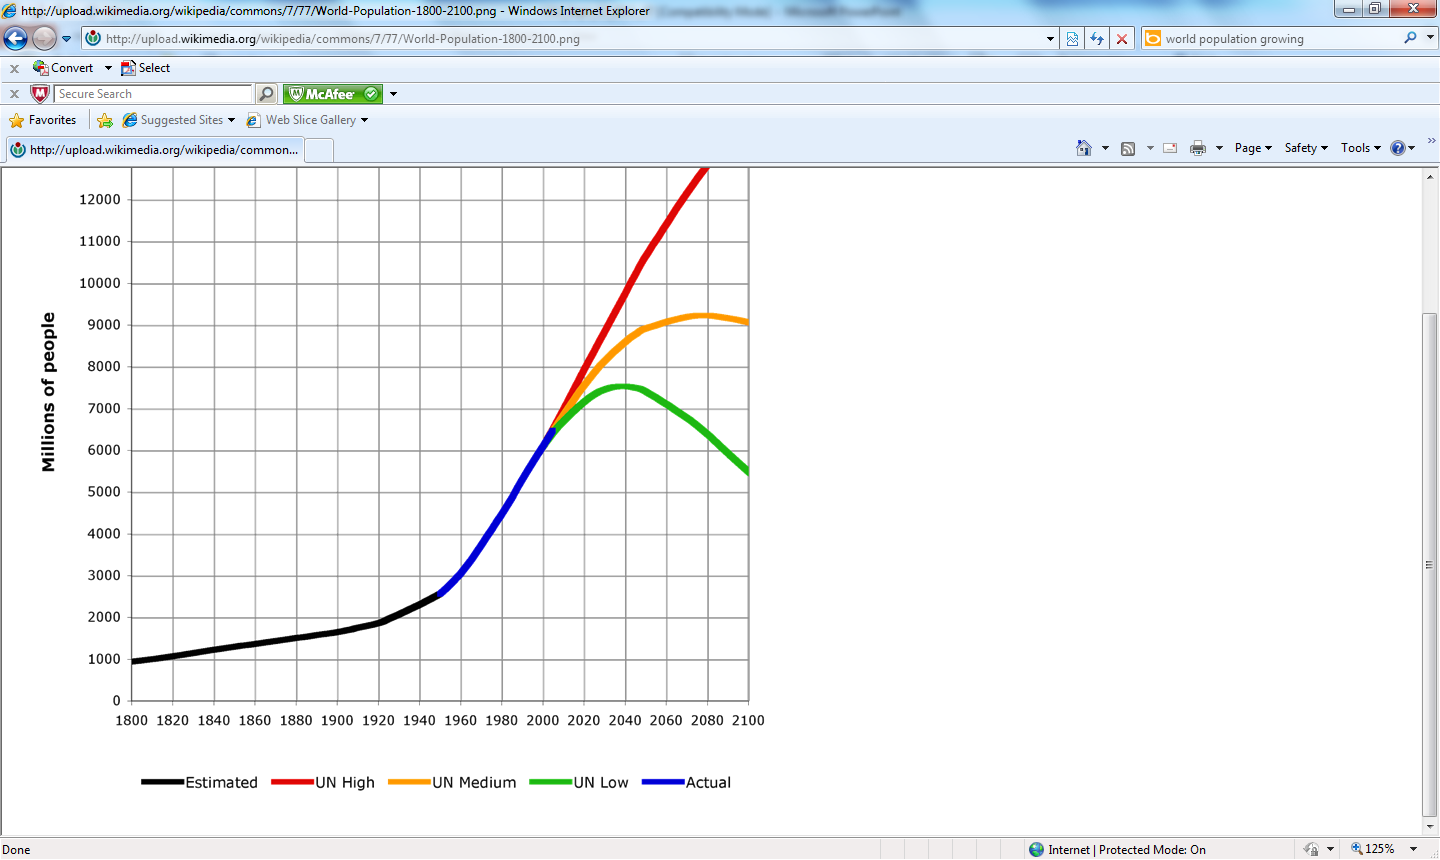 http://upload.wikimedia.org/wikipedia/commons/7/77/World-Population-1800-2100.png - Windows Internet Explorer
http://upload.wikimedia.org/wikipedia/commons/7/77/World-Population-1800-2100.png
world population growing
x Convert Select
x Secure Search McAfee
Favorites Suggested Sites Web Slice Gallery
http://upload.wikimedia.org/wikipedia/common...
Page Safety Tools
Millions of people
12000
11000
10000
9000
8000
7000
6000
5000
4000
3000
2000
1000
0
1800 1820 1840 1860 1880 1900 1920 1940 1960 1980 2000 2020 2040 2060 2080 2100
Estimated UN High UN Medium UN Low Actual
Done
Internet | Protected Mode: On
125%